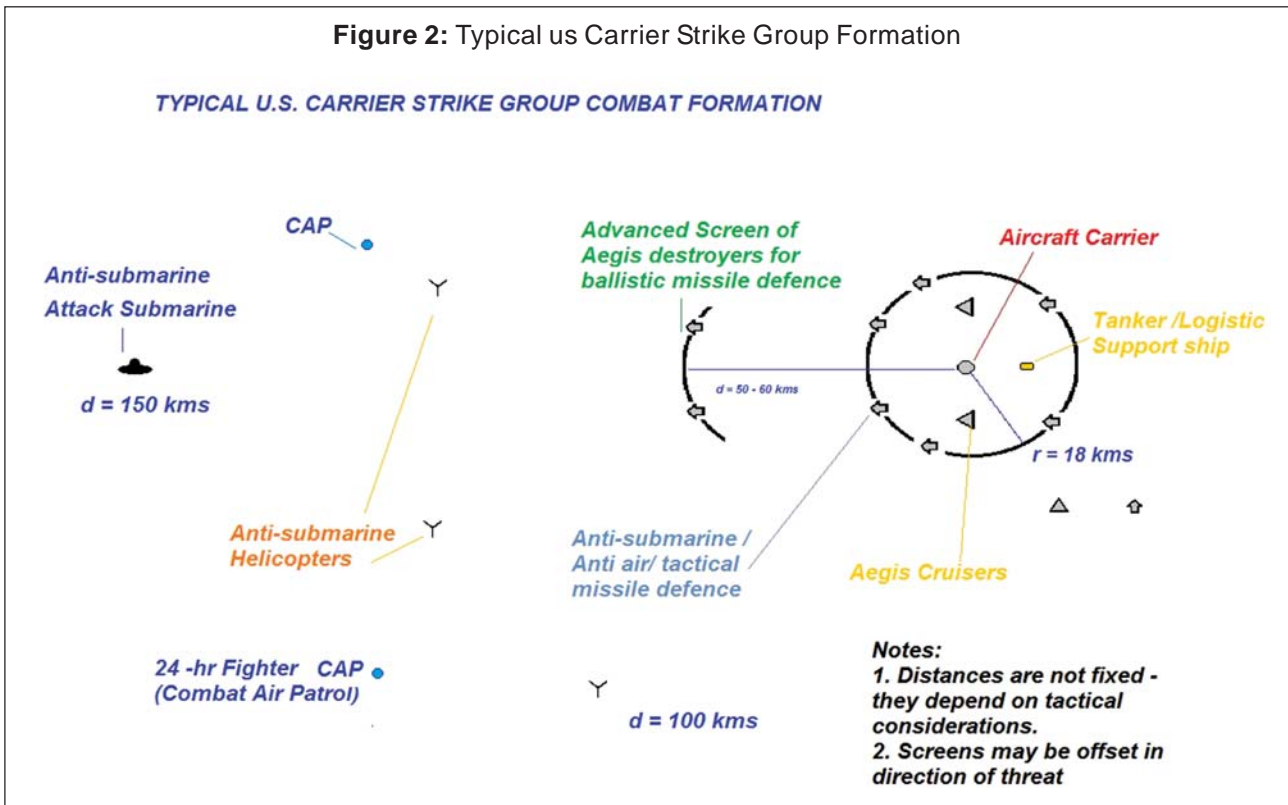 Figure 2: Typical us Carrier Strike Group Formation
TYPICAL U.S. CARRIER STRIKE GROUP COMBAT FORMATION
CAP
Anti-submarine
Attack Submarine
d = 150 kms
Advanced Screen of
Aegis destroyers for
ballistic missile defence
Aircraft Carrier
Tanker /Logistic
Support ship
d = 50 - 60 kms
r = 18 kms
Anti-submarine
Helicopters
Anti-submarine /
Anti air/ tactical
missile defence
Aegis Cruisers
24 -hr Fighter CAP
(Combat Air Patrol)
d = 100 kms
Notes:
1. Distances are not fixed -
they depend on tactical
considerations.
2. Screens may be offset in
direction of threat